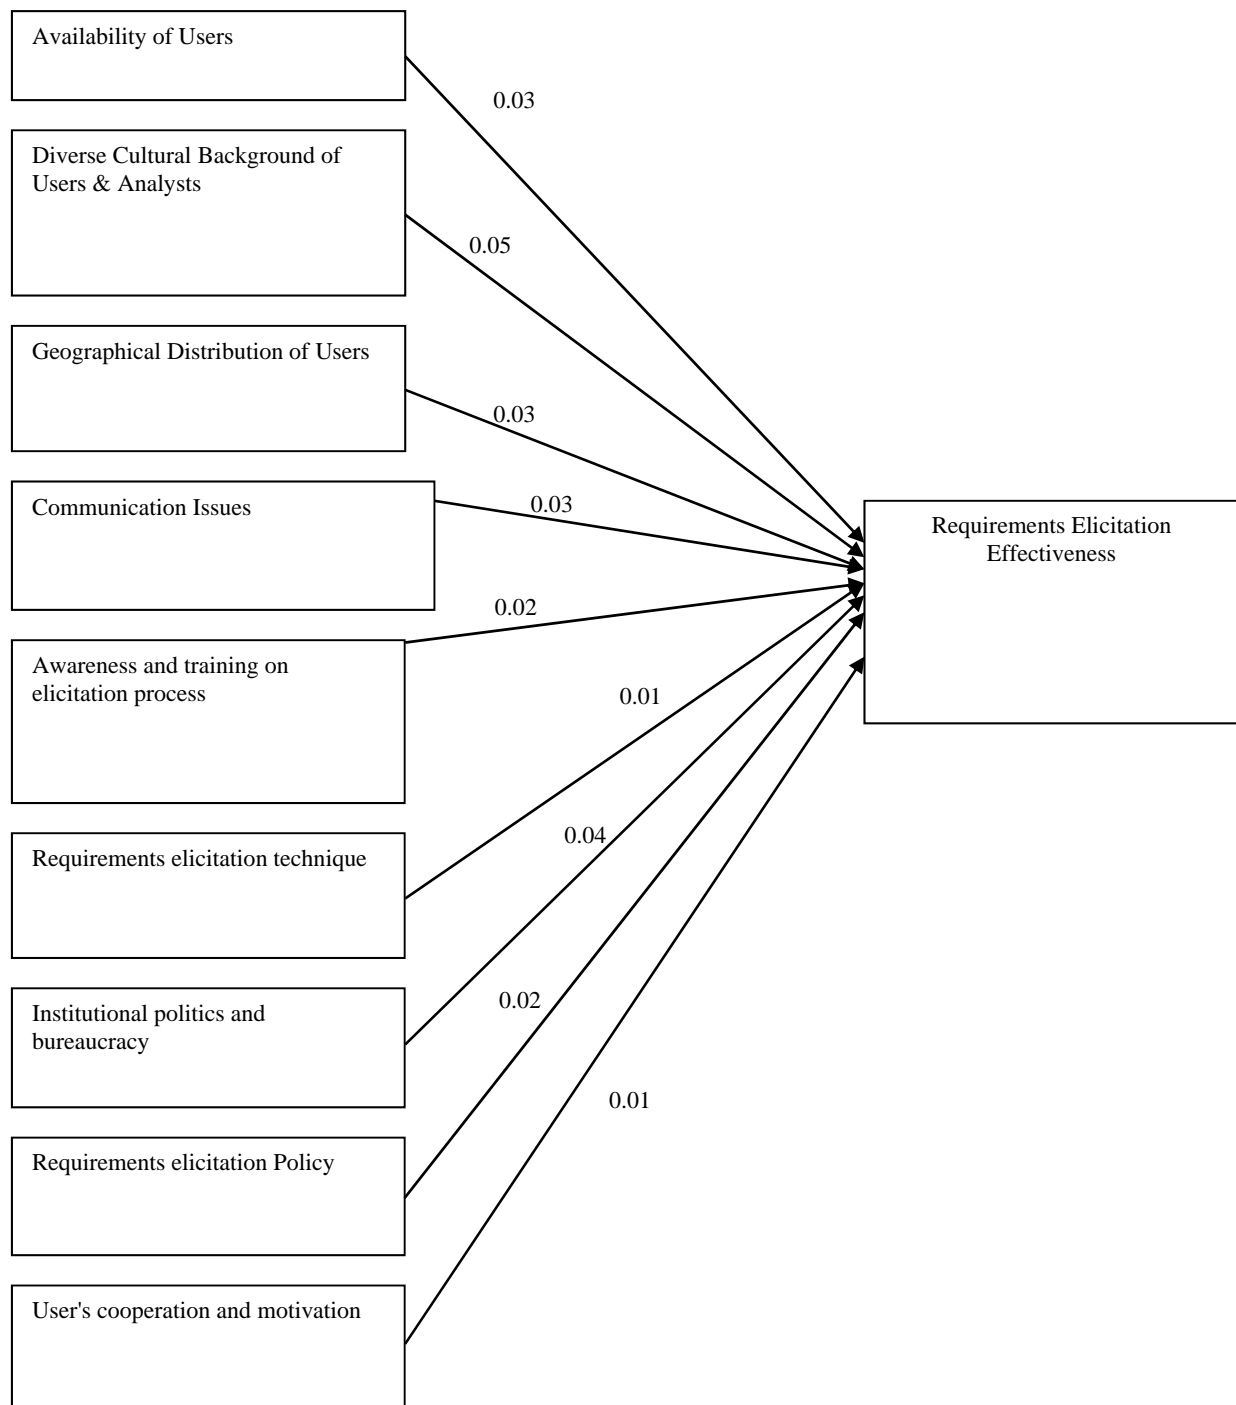 Availability of Users
0.03
Diverse Cultural Background of
Users & Analysts
0.05
Geographical Distribution of Users
0.03
Communication Issues
0.03
Requirements Elicitation
Effectiveness
0.02
Awareness and training on
elicitation process
0.01
Requirements elicitation technique
0.04
Institutional politics and
bureaucracy
0.02
Requirements elicitation Policy
0.01
User's cooperation and motivation